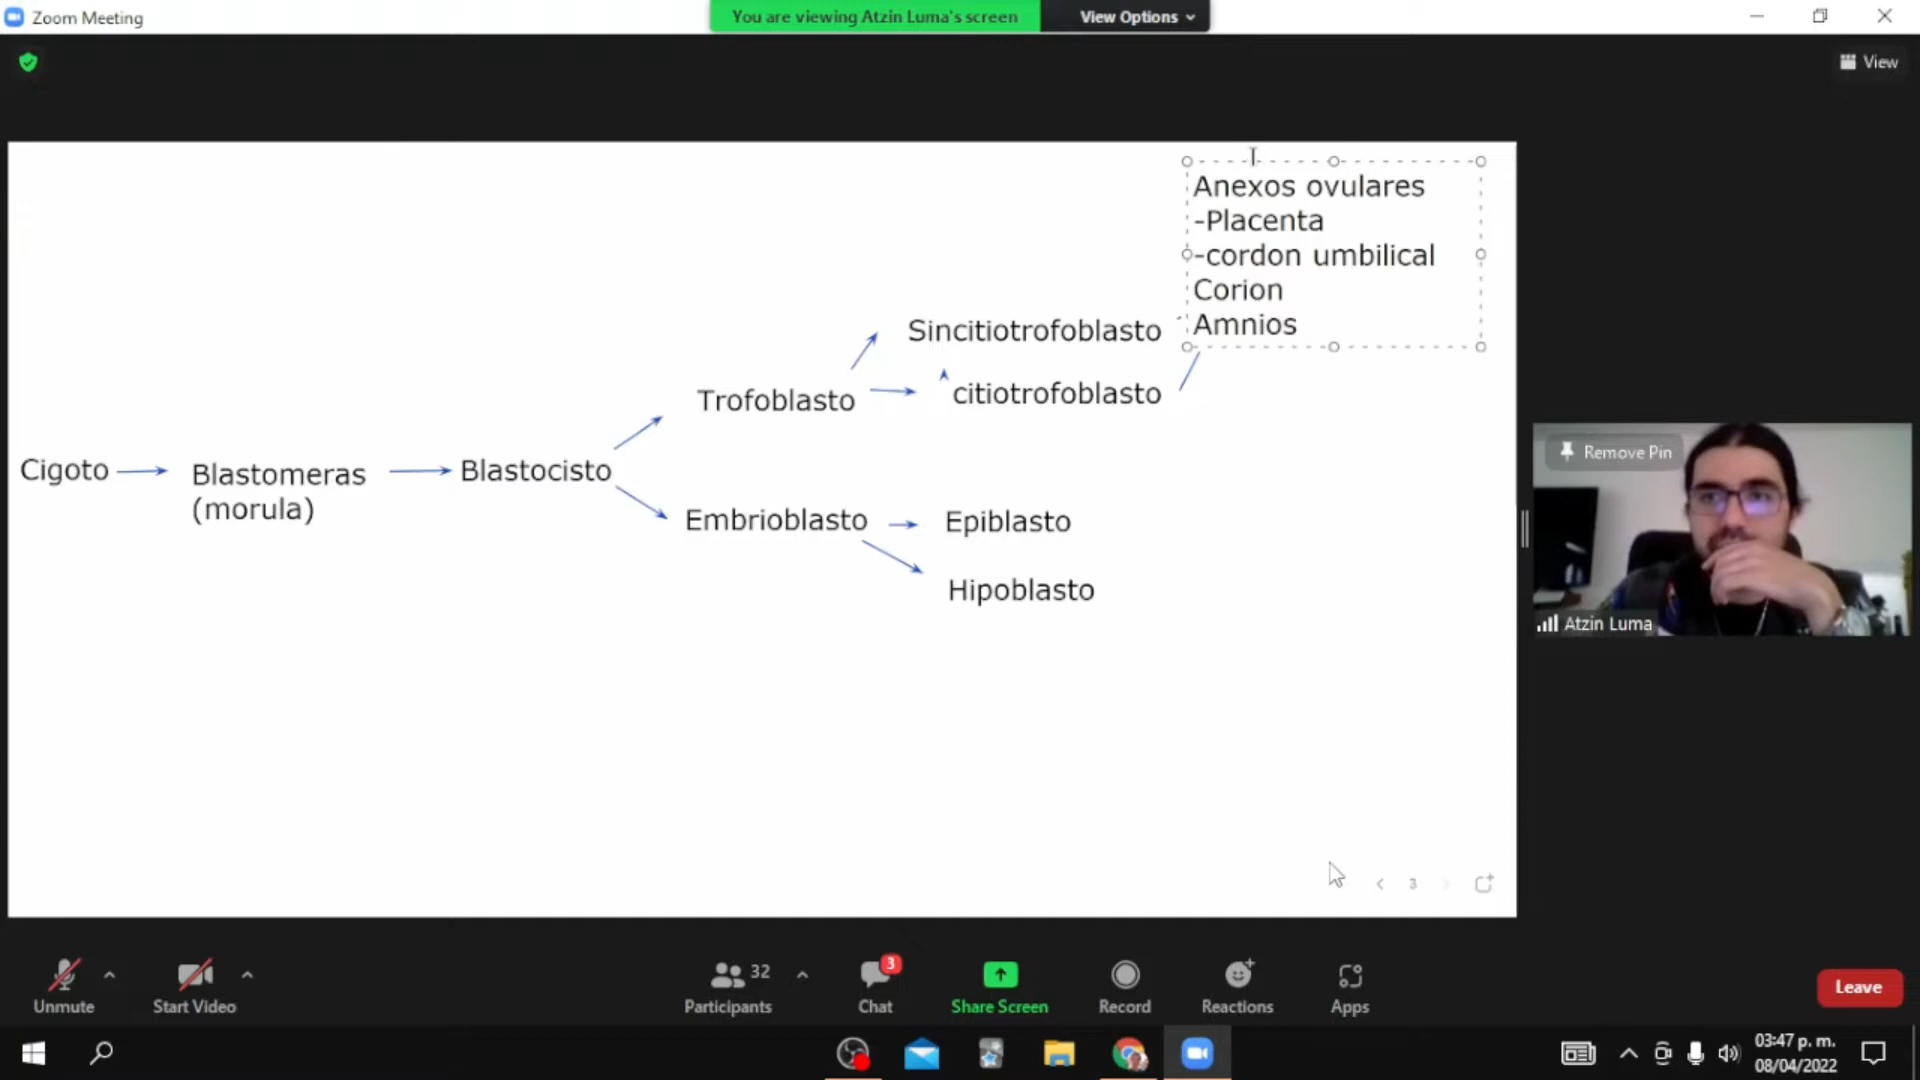 Zoom Meeting
You are viewing Atzin Luma's screen
View Options
View
Anexos ovulares
-Placenta
-cordon umbilical
Corion
Amnios
Sincitiotrofoblasto
citiotrofoblasto
Trofoblasto
Cigoto
Blastomeras
(morula)
Blastocisto
Embrioblasto
Epiblasto
Hipoblasto
Remove Pin
Atzin Luma
3
Unmute
Start Video
32
Participants
3
Chat
Share Screen
Record
Reactions
Apps
Leave
03:47 p. m.
08/04/2022